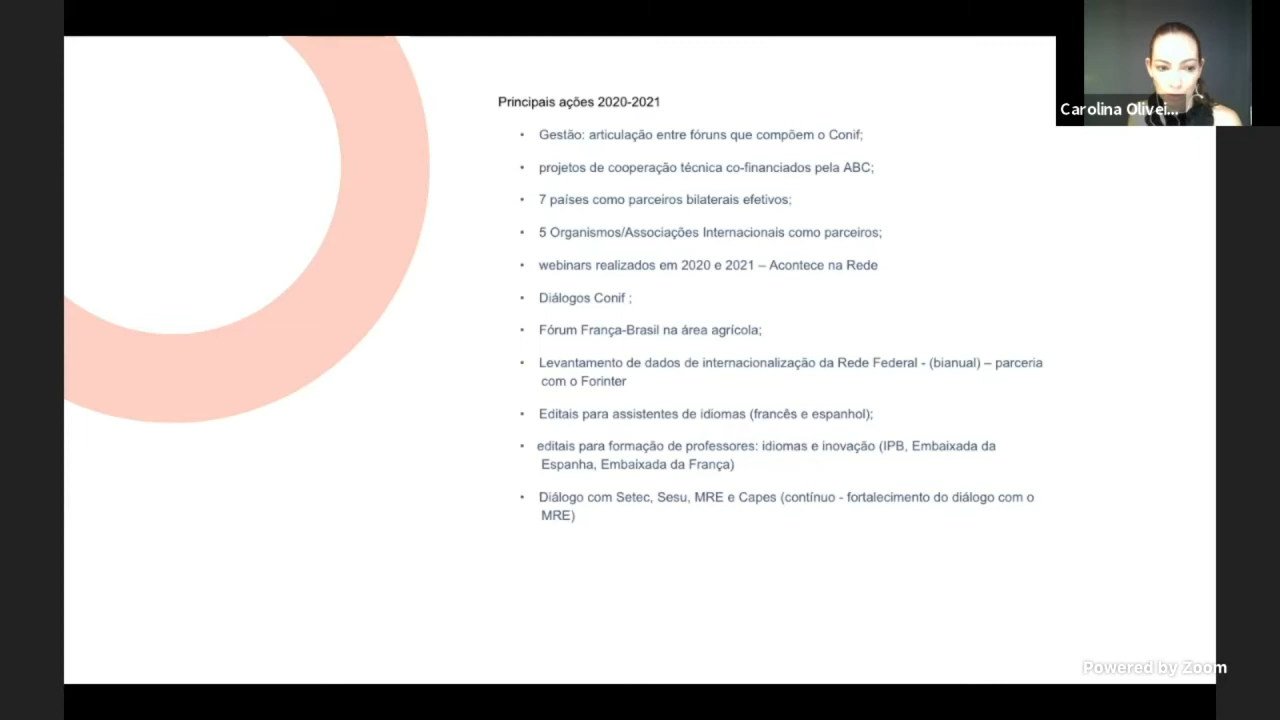 Principais ações 2020-2021
• Gestão: articulação entre fóruns que compõem o Conif;
• projetos de cooperação técnica co-financiados pela ABC;
• 7 países como parceiros bilaterais efetivos;
• 5 Organismos/Associações Internacionais como parceiros;
• webinars realizados em 2020 e 2021 – Acontece na Rede
• Diálogos Conif ;
• Fórum França-Brasil na área agrícola;
• Levantamento de dados de internacionalização da Rede Federal - (bianual) – parceria
com o Forinter
• Editais para assistentes de idiomas (francês e espanhol);
• editais para formação de professores: idiomas e inovação (IPB, Embaixada da
Espanha, Embaixada da França)
• Diálogo com Setec, Sesu, MRE e Capes (contínuo - fortalecimento do diálogo com o
MRE)
Carolina Olivei...
Powered by Zoom